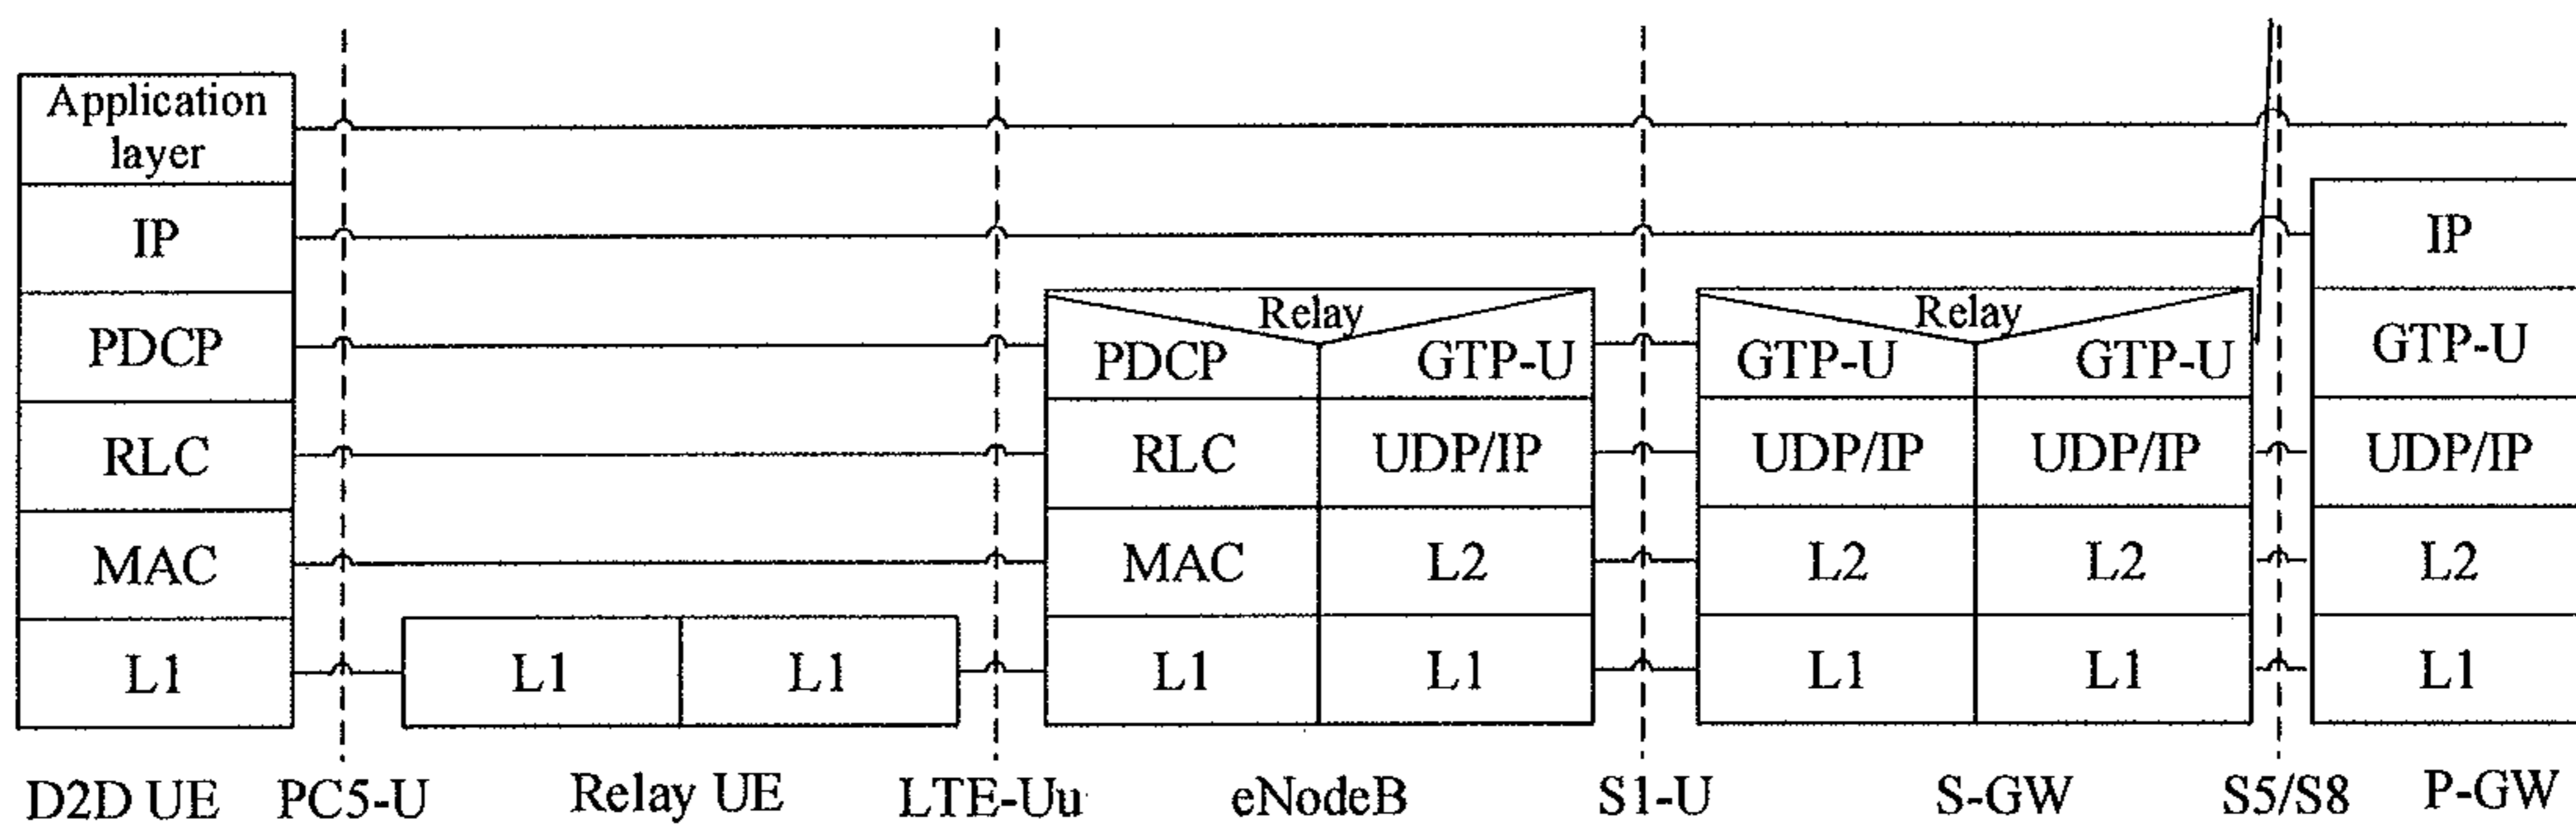 Application
layer
IP
IP
Relay
Relay
PDCP
PDCP
GTP-U
GTP-U
GTP-U
GTP-U
RLC
RLC
UDP/IP
UDP/IP
UDP/IP
UDP/IP
MAC
MAC
L2
L2
L2
L2
L1
L1
L1
L1
L1
L1
L1
L1
D2D UE
PC5-U
Relay UE
LTE-Uu
eNodeB
S1-U
S-GW
S5/S8
P-GW